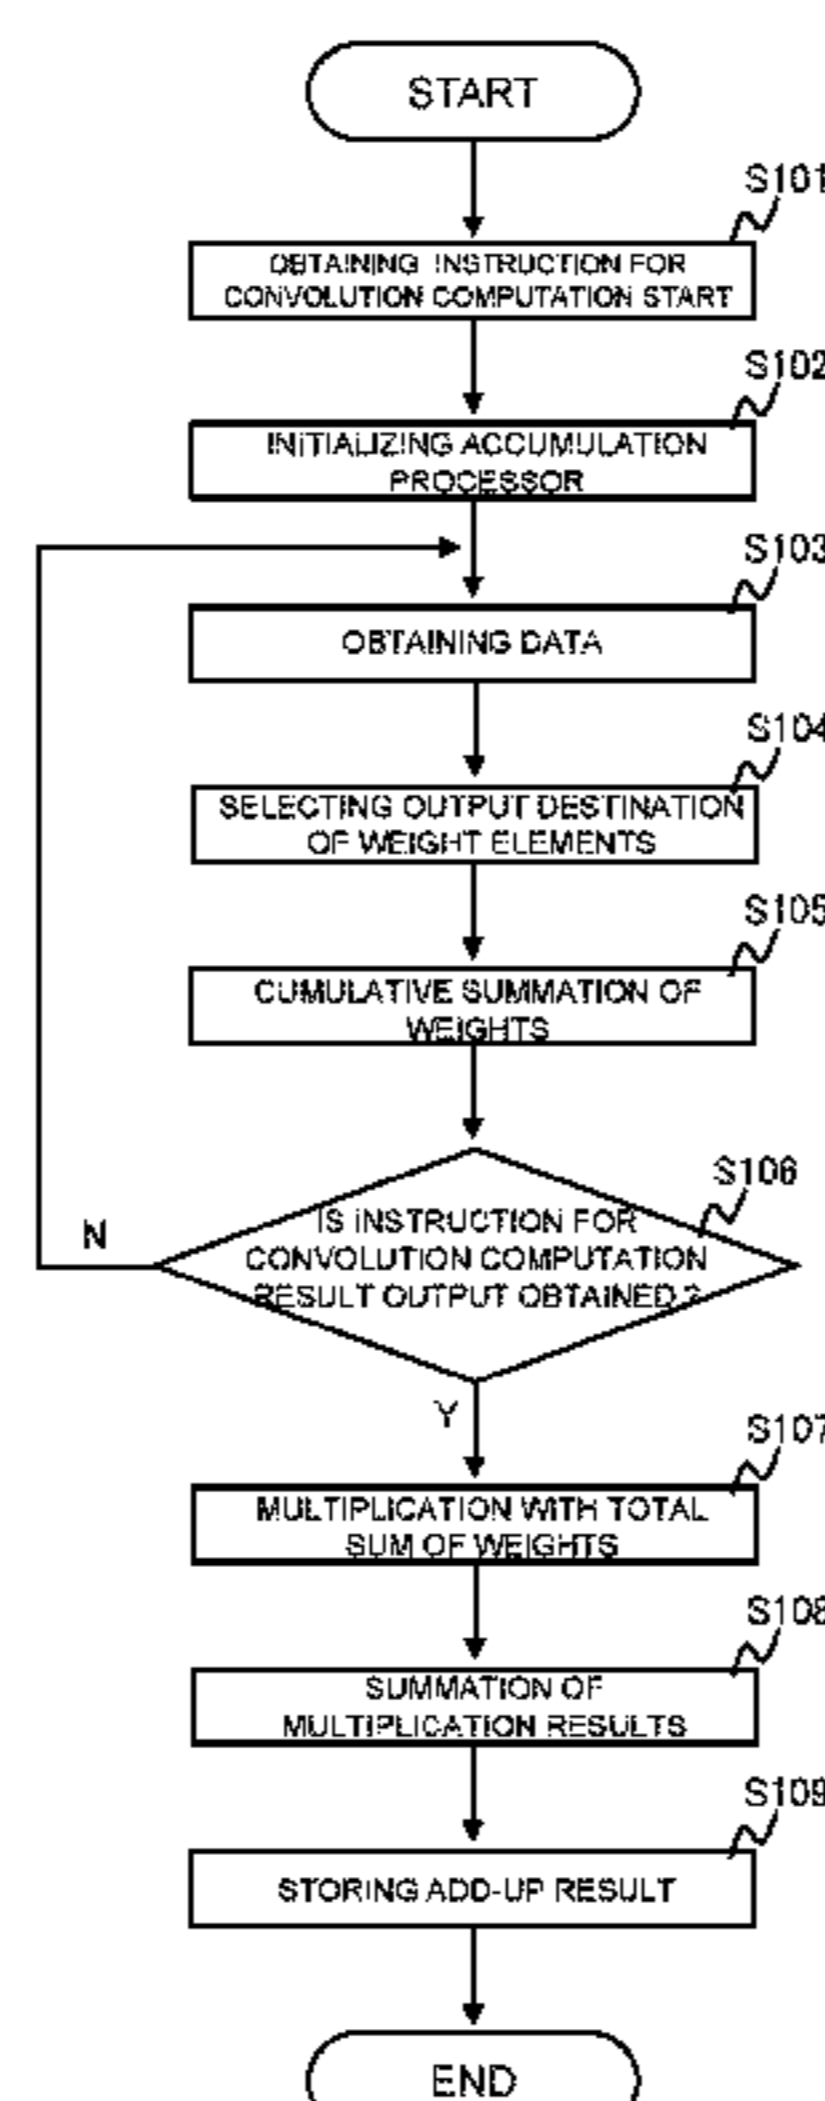 START
S101
OBTAINING INSTRUCTION FOR
CONVOLUTION COMPUTATION START
S102
INITIALIZING ACCUMULATION
PROCESSOR
S103
OBTAINING DATA
S104
SELECTING OUTPUT DESTINATION
OF WEIGHT ELEMENTS
S105
CUMULATIVE SUMMATION OF
WEIGHTS
S106
IS INSTRUCTION FOR
CONVOLUTION COMPUTATION
RESULT OUTPUT OBTAINED ?
N
Y
S107
MULTIPLICATION WITH TOTAL
SUM OF WEIGHTS
S108
SUMMATION OF
MULTIPLICATION RESULTS
S109
STORING ADD-UP RESULT
END